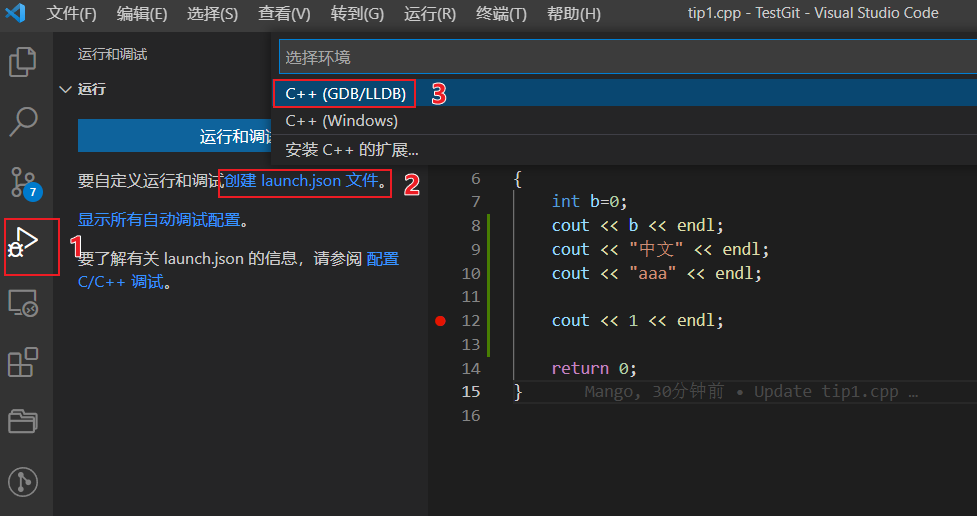 文件(F) 编辑(E) 选择(S) 查看(V) 转到(G) 运行(R) 终端(T) 帮助(H) tip1.cpp - TestGit - Visual Studio Code
运行和调试
运行
运行和调试
要自定义运行和调试创建 launch.json 文件。
显示所有自动调试配置。
要了解有关 launch.json 的信息，请参阅 配置
C/C++ 调试。
7
1
2
选择环境
C++ (GDB/LLDB) 3
C++ (Windows)
安装 C++ 的扩展...
6 {
7 int b=0;
8 cout << b << endl;
9 cout << "中文" << endl;
10 cout << "aaa" << endl;
11
12 cout << 1 << endl;
13
14 return 0;
15 } Mango, 30分钟前 • Update tip1.cpp …
16